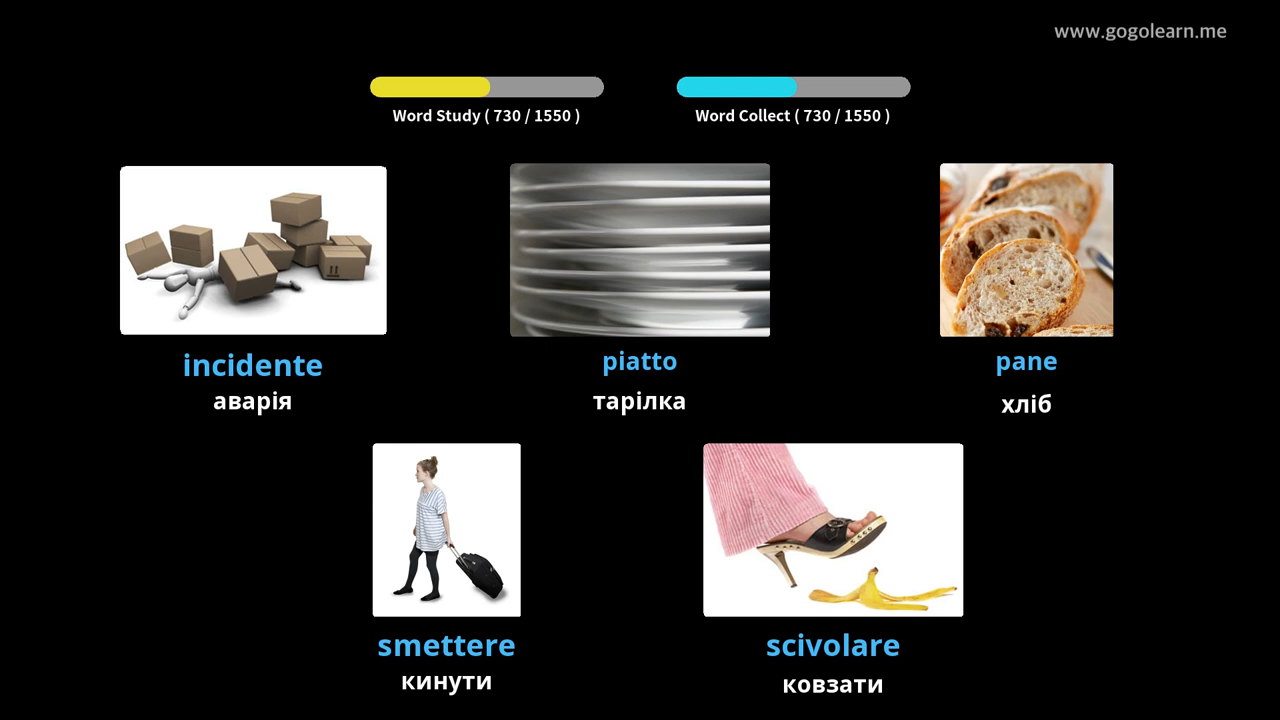 www.gogolearn.me
Word Study ( 730 / 1550 )
Word Collect ( 730 / 1550 )
incidente
аварія
piatto
тарілка
pane
хліб
smettere
кинути
scivolare
ковзати